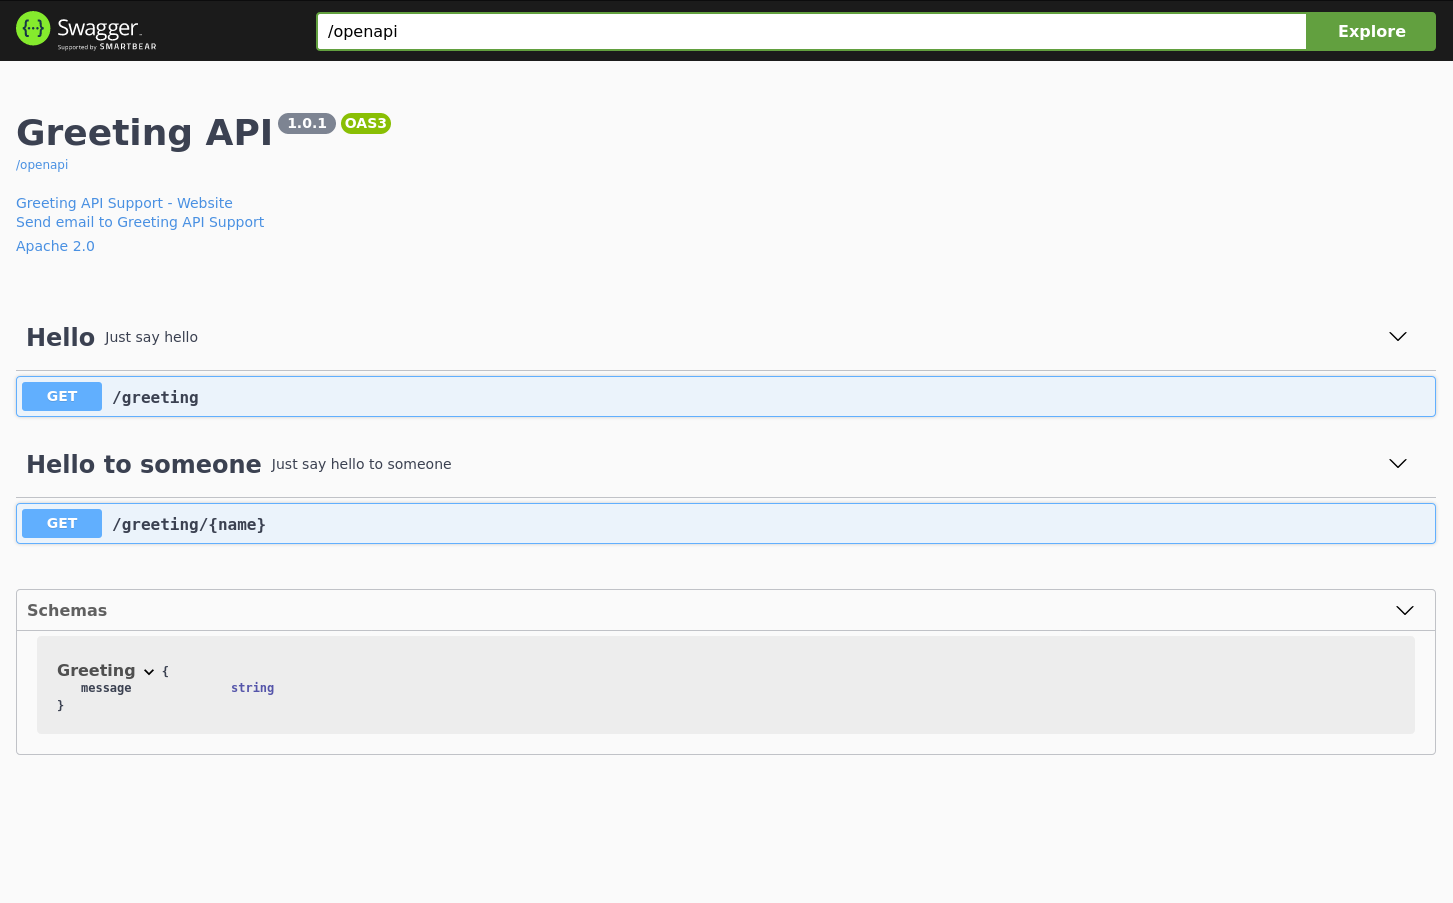 Swagger
Supported by SMARTBEAR
/openapi
Explore
Greeting API 1.0.1 OAS3
/openapi
Greeting API Support - Website
Send email to Greeting API Support
Apache 2.0
Hello Just say hello
GET /greeting
Hello to someone Just say hello to someone
GET /greeting/{name}
Schemas
Greeting {
message string
}